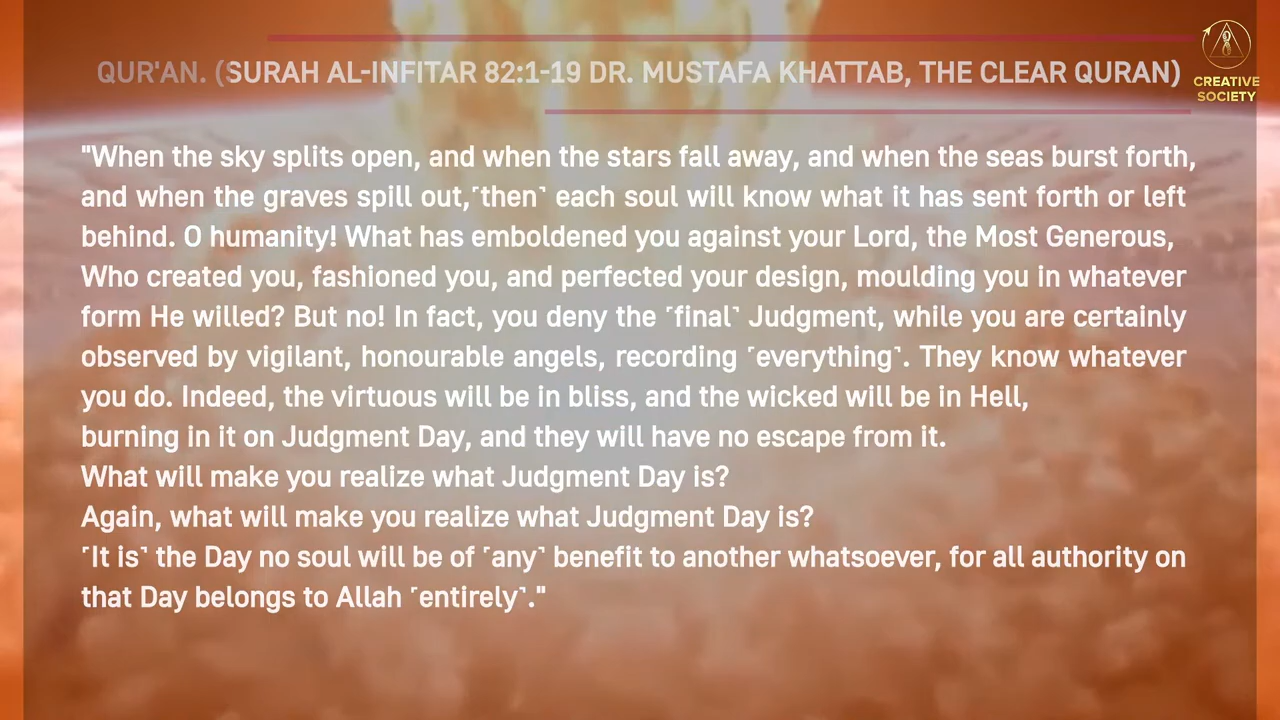 QUR'AN. (SURAH AL-INFITAR 82:1-19 DR. MUSTAFA KHATTAB, THE CLEAR QURAN)
CREATIVE
SOCIETY
"When the sky splits open, and when the stars fall away, and when the seas burst forth,
and when the graves spill out,˹then˺ each soul will know what it has sent forth or left
behind. O humanity! What has emboldened you against your Lord, the Most Generous,
Who created you, fashioned you, and perfected your design, moulding you in whatever
form He willed? But no! In fact, you deny the ˹final˺ Judgment, while you are certainly
observed by vigilant, honourable angels, recording ˹everything˺. They know whatever
you do. Indeed, the virtuous will be in bliss, and the wicked will be in Hell,
burning in it on Judgment Day, and they will have no escape from it.
What will make you realize what Judgment Day is?
Again, what will make you realize what Judgment Day is?
˹It is˺ the Day no soul will be of ˹any˺ benefit to another whatsoever, for all authority on
that Day belongs to Allah ˹entirely˺."